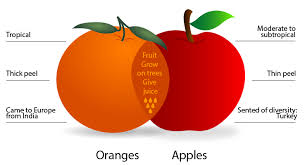 Tropical
Thick peel
Came to Europe
from India
Fruit
Grow
on trees
Give
juice
Moderate to
subtropical
Thin peel
Sented of diversity:
Turkey
Oranges
Apples